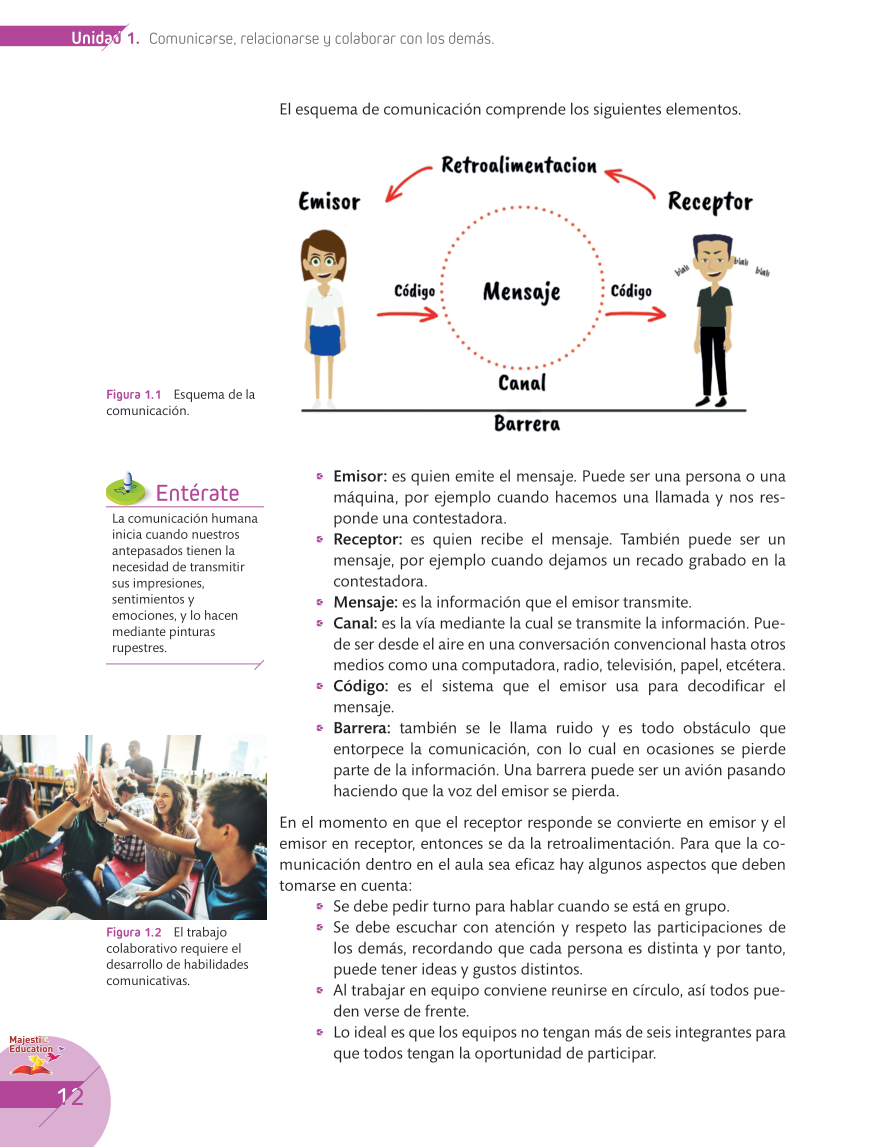 Unidad 1. Comunicarse, relacionarse y colaborar con los demás.
El esquema de comunicación comprende los siguientes elementos.
Retroalimentacion
Emisor
Receptor
blah
blah
blah
Código
Mensaje
Código
Canal
Barrera
Figura 1.1 Esquema de la
comunicación.
Entérate
La comunicación humana
inicia cuando nuestros
antepasados tienen la
necesidad de transmitir
sus impresiones,
sentimientos y
emociones, y lo hacen
mediante pinturas
rupestres.
Emisor: es quien emite el mensaje. Puede ser una persona o una
máquina, por ejemplo cuando hacemos una llamada y nos res-
ponde una contestadora.
Receptor: es quien recibe el mensaje. También puede ser un
mensaje, por ejemplo cuando dejamos un recado grabado en la
contestadora.
Mensaje: es la información que el emisor transmite.
Canal: es la vía mediante la cual se transmite la información. Pue-
de ser desde el aire en una conversación convencional hasta otros
medios como una computadora, radio, televisión, papel, etcétera.
Código: es el sistema que el emisor usa para decodificar el
mensaje.
Barrera: también se le llama ruido y es todo obstáculo que
entorpece la comunicación, con lo cual en ocasiones se pierde
parte de la información. Una barrera puede ser un avión pasando
haciendo que la voz del emisor se pierda.
En el momento en que el receptor responde se convierte en emisor y el
emisor en receptor, entonces se da la retroalimentación. Para que la co-
municación dentro en el aula sea eficaz hay algunos aspectos que deben
tomarse en cuenta:
Se debe pedir turno para hablar cuando se está en grupo.
Se debe escuchar con atención y respeto las participaciones de
los demás, recordando que cada persona es distinta y por tanto,
puede tener ideas y gustos distintos.
Al trabajar en equipo conviene reunirse en círculo, así todos pue-
den verse de frente.
Lo ideal es que los equipos no tengan más de seis integrantes para
que todos tengan la oportunidad de participar.
Figura 1.2 El trabajo
colaborativo requiere el
desarrollo de habilidades
comunicativas.
Majestic
Education
12